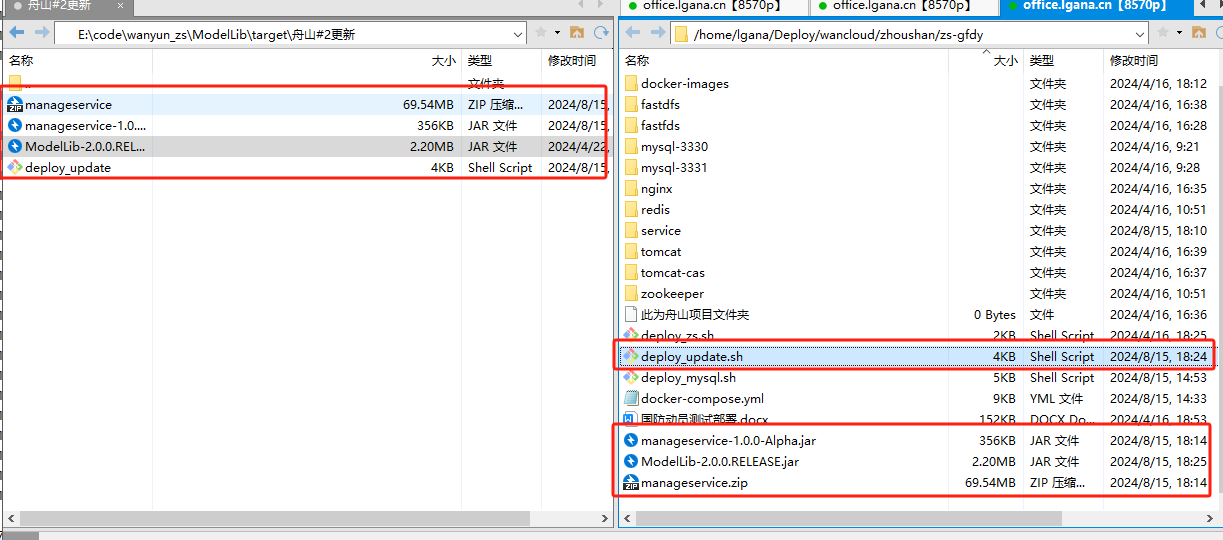 舟山#2更新 ×
E:\code\wanyun_zs\ModelLib\target\舟山#2更新
名称 大小 类型 修改时间
.. 文件夹
manageservice 69.54MB ZIP 压缩... 2024/8/15,
manageservice-1.0.... 356KB JAR 文件 2024/8/15,
ModelLib-2.0.0.REL... 2.20MB JAR 文件 2024/4/22,
deploy_update 4KB Shell Script 2024/8/15,
office.lgana.cn【8570p】 office.lgana.cn【8570p】 office.lgana.cn【8570p】
/home/lgana/Deploy/wancloud/zhoushan/zs-gfdy
名称 大小 类型 修改时间
docker-images 文件夹 2024/4/16, 18:12
fastdfs 文件夹 2024/4/16, 16:38
fastfds 文件夹 2024/4/16, 16:28
mysql-3330 文件夹 2024/4/16, 9:21
mysql-3331 文件夹 2024/4/16, 9:28
nginx 文件夹 2024/4/16, 16:35
redis 文件夹 2024/4/16, 10:51
service 文件夹 2024/8/15, 18:10
tomcat 文件夹 2024/4/16, 16:39
tomcat-cas 文件夹 2024/4/16, 16:37
zookeeper 文件夹 2024/4/16, 10:51
此为舟山项目文件夹 0 Bytes 文件 2024/4/16, 16:36
deploy_zs.sh 2KB Shell Script 2024/4/16, 18:25
deploy_update.sh 4KB Shell Script 2024/8/15, 18:24
deploy_mysql.sh 5KB Shell Script 2024/8/15, 14:53
docker-compose.yml 9KB YML 文件 2024/8/15, 14:33
国防动员测试部署.docx 152KB DOCX Do... 2024/4/16, 18:53
manageservice-1.0.0-Alpha.jar 356KB JAR 文件 2024/8/15, 18:14
ModelLib-2.0.0.RELEASE.jar 2.20MB JAR 文件 2024/8/15, 18:25
manageservice.zip 69.54MB ZIP 压缩... 2024/8/15, 18:14